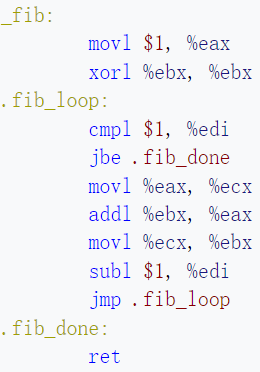 _fib:
movl $1, %eax
xorl %ebx, %ebx
.fib_loop:
cmpl $1, %edi
jbe .fib_done
movl %eax, %ecx
addl %ebx, %eax
movl %ecx, %ebx
subl $1, %edi
jmp .fib_loop
.fib_done:
ret